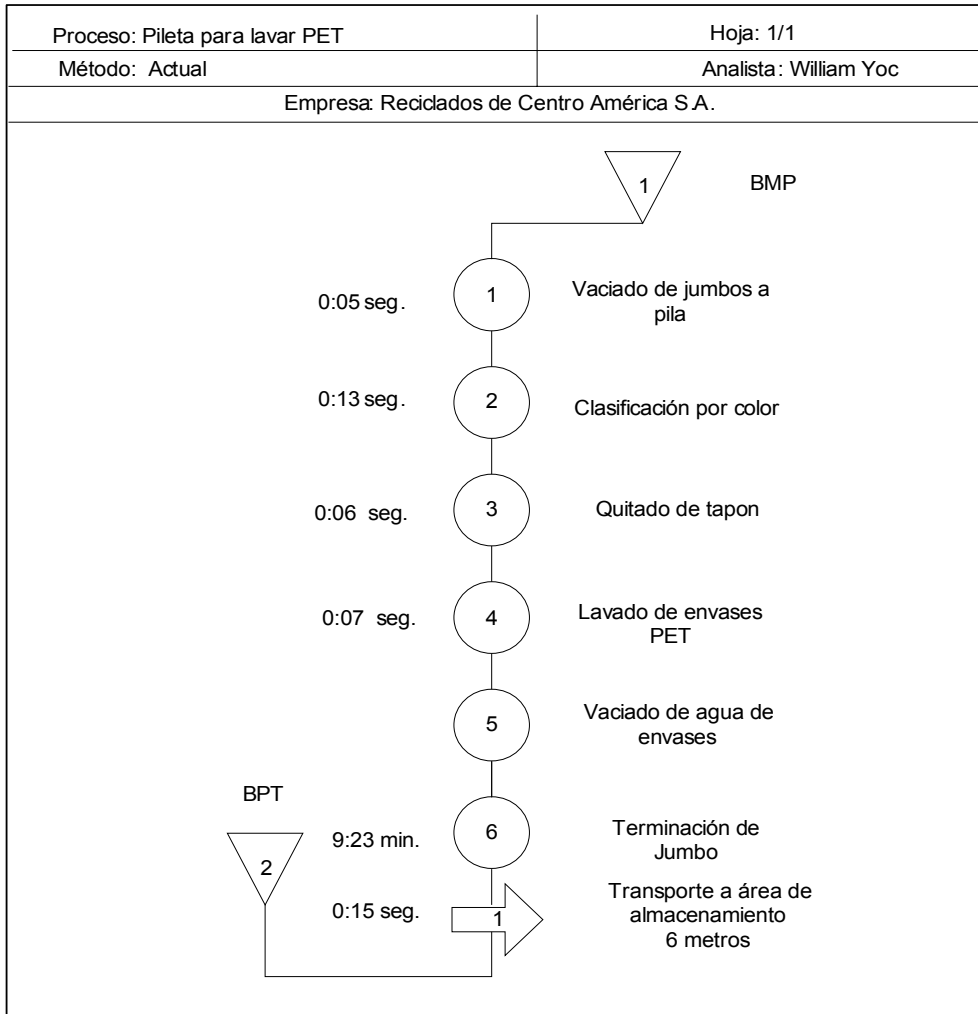 Proceso: Pileta para lavar PET
Hoja: 1/1
Método: Actual
Analista: William Yoc
Empresa: Reciclados de Centro América S.A.
1
BMP
0:05 seg.
1
Vaciado de jumbos a
pila
0:13 seg.
2
Clasificación por color
0:06 seg.
3
Quitado de tapon
0:07 seg.
4
Lavado de envases
PET
5
Vaciado de agua de
envases
BPT
2
9:23 min.
6
Terminación de
Jumbo
0:15 seg.
1
Transporte a área de
almacenamiento
6 metros